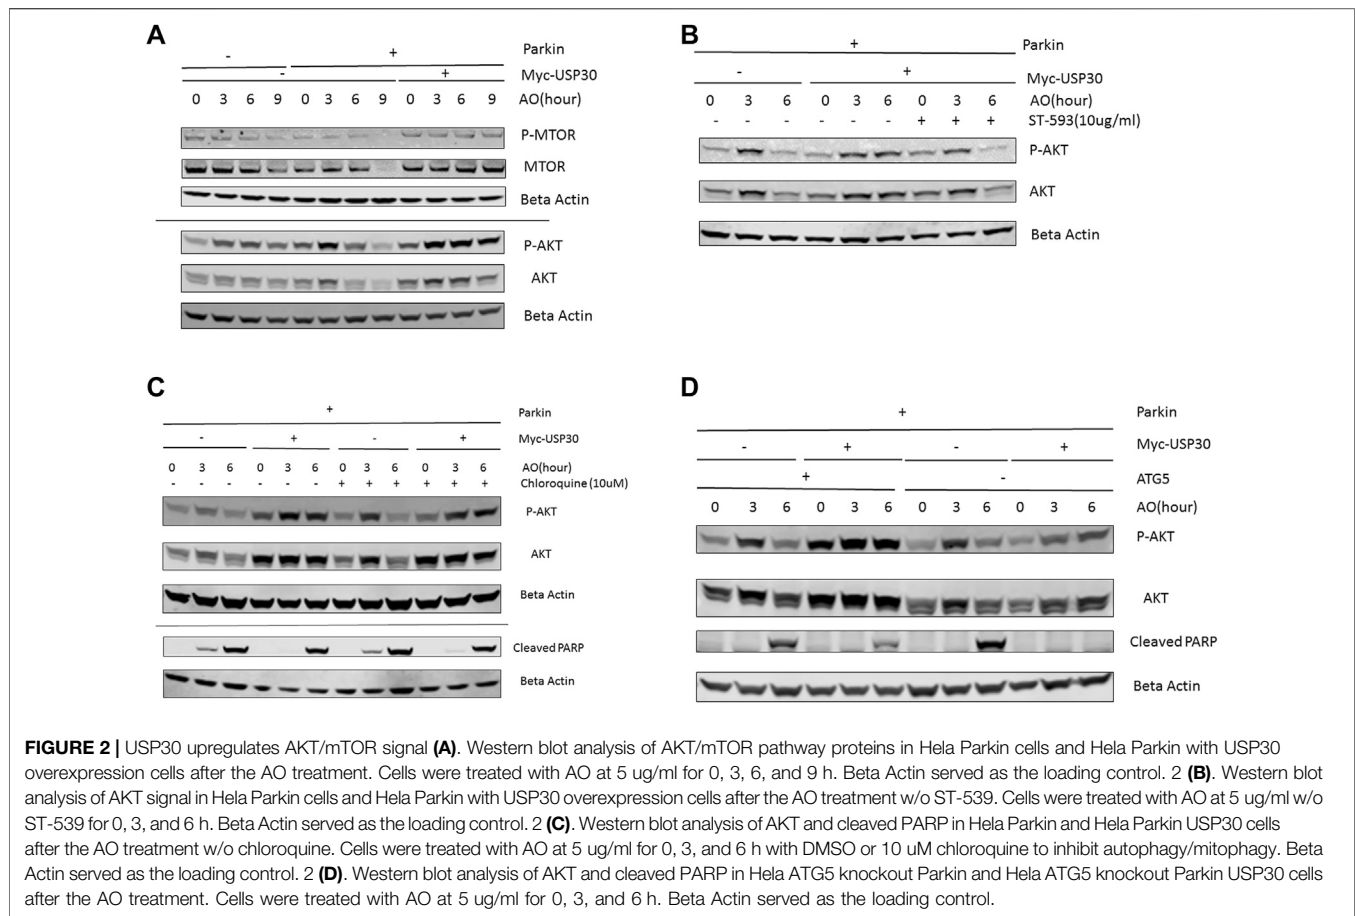 A
- + Parkin
- + Myc-USP30
0 3 6 9 0 3 6 9 0 3 6 9 AO(hour)
P-MTOR
MTOR
Beta Actin
P-AKT
AKT
Beta Actin
B
+ Parkin
- + Myc-USP30
0 3 6 0 3 6 0 3 6 AO(hour)
- - - - - - + + + ST-593(10ug/ml)
P-AKT
AKT
Beta Actin
C
+ Parkin
- + - + Myc-USP30
0 3 6 0 3 6 0 3 6 0 3 6 AO(hour)
- - - - - - + + + + + + Chloroquine(10uM)
P-AKT
AKT
Beta Actin
Cleaved PARP
Beta Actin
D
+ Parkin
- + - + Myc-USP30
+ - ATG5
0 3 6 0 3 6 0 3 6 0 3 6 AO(hour)
P-AKT
AKT
Cleaved PARP
Beta Actin
FIGURE 2 | USP30 upregulates AKT/mTOR signal (A). Western blot analysis of AKT/mTOR pathway proteins in Hela Parkin cells and Hela Parkin with USP30
overexpression cells after the AO treatment. Cells were treated with AO at 5 ug/ml for 0, 3, 6, and 9 h. Beta Actin served as the loading control. 2 (B). Western blot
analysis of AKT signal in Hela Parkin cells and Hela Parkin with USP30 overexpression cells after the AO treatment w/o ST-539. Cells were treated with AO at 5 ug/ml w/o
ST-539 for 0, 3, and 6 h. Beta Actin served as the loading control. 2 (C). Western blot analysis of AKT and cleaved PARP in Hela Parkin and Hela Parkin USP30 cells
after the AO treatment w/o chloroquine. Cells were treated with AO at 5 ug/ml for 0, 3, and 6 h with DMSO or 10 uM chloroquine to inhibit autophagy/mitophagy. Beta
Actin served as the loading control. 2 (D). Western blot analysis of AKT and cleaved PARP in Hela ATG5 knockout Parkin and Hela ATG5 knockout Parkin USP30 cells
after the AO treatment. Cells were treated with AO at 5 ug/ml for 0, 3, and 6 h. Beta Actin served as the loading control.